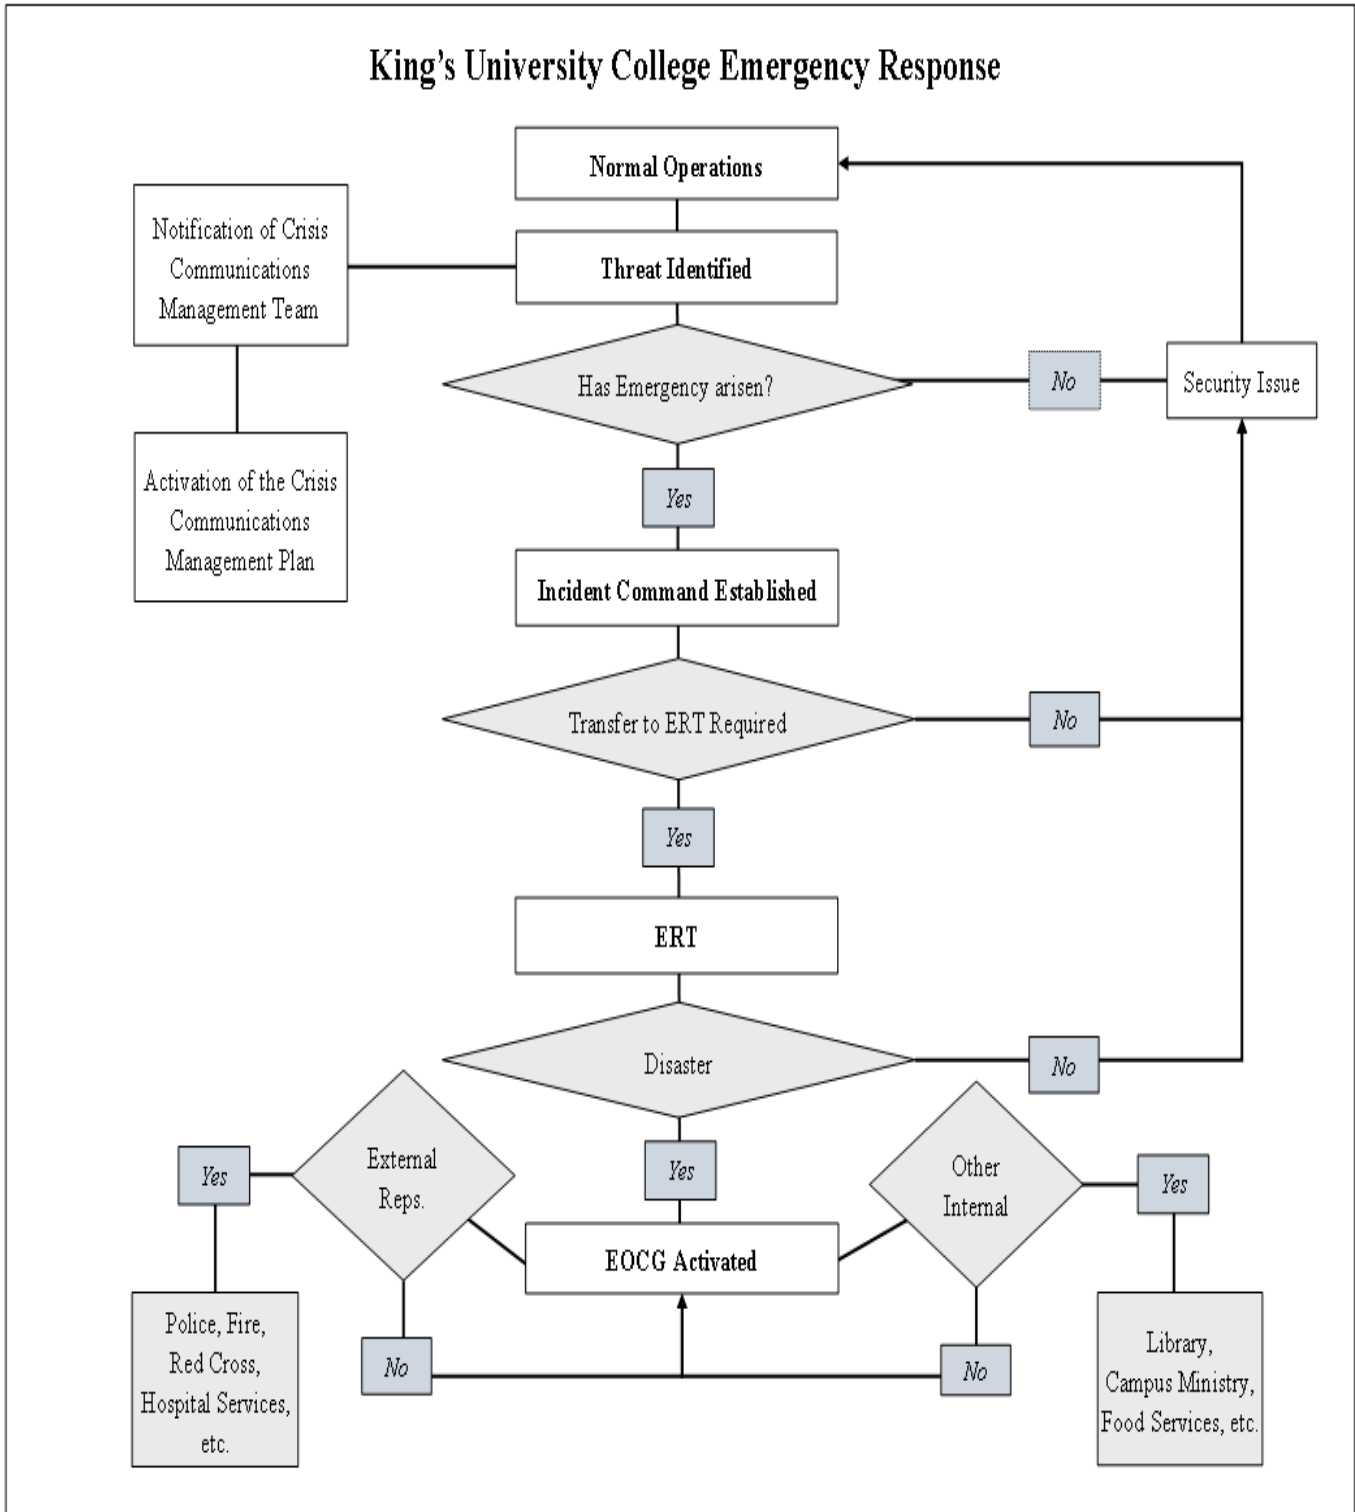 King's University College Emergency Response
Normal Operations
Notification of Crisis
Communications
Management Team
Threat Identified
Has Emergency arisen?
No
Security Issue
Activation of the Crisis
Communications
Management Plan
Yes
Incident Command Established
Transfer to ERT Required
No
Yes
ERT
Disaster
No
External
Reps.
Yes
Yes
Other
Internal
Yes
EOCG Activated
Police, Fire,
Red Cross,
Hospital Services,
etc.
No
No
Library,
Campus Ministry,
Food Services, etc.